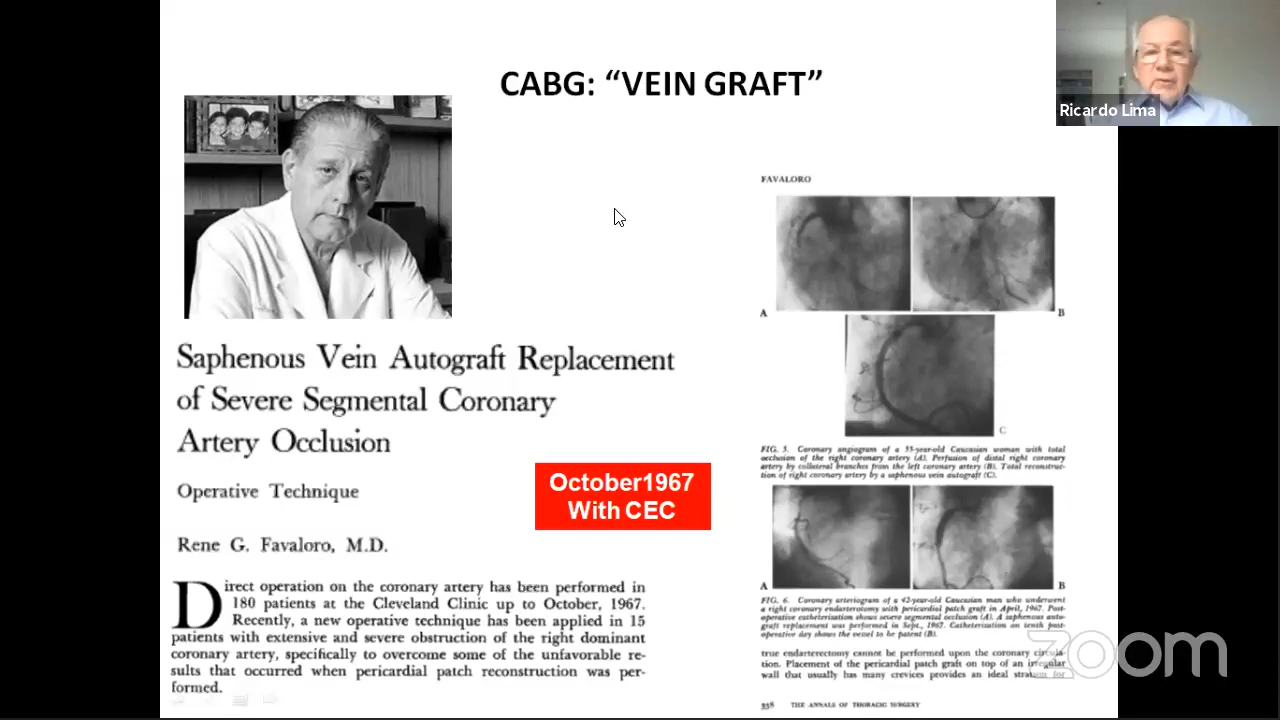 CABG: “VEIN GRAFT”
Ricardo Lima
Saphenous Vein Autograft Replacement
of Severe Segmental Coronary
Artery Occlusion
Operative Technique
October1967
With CEC
Rene G. Favaloro, M.D.
Direct operation on the coronary artery has been performed in
180 patients at the Cleveland Clinic up to October, 1967.
Recently, a new operative technique has been applied in 15
patients with extensive and severe obstruction of the right dominant
coronary artery, specifically to overcome some of the unfavorable re-
sults that occurred when pericardial patch reconstruction was per-
formed.
FAVALORO
A
B
C
FIG. 5. Coronary angiogram of a 55-year-old Caucasian woman with total
occlusion of the right coronary artery (A). Perfusion of distal right coronary
artery by collateral branches from the left coronary artery (B). Total reconstruc-
tion of right coronary artery by a saphenous vein autograft (C).
A
B
FIG. 6. Coronary arteriogram of a 42-year-old Caucasian man who underwent
a right coronary endarterotomy with pericardial patch graft in April, 1967. Post-
operative catheterization shows severe segmental occlusion (A). A saphenous auto-
graft replacement was performed in Sept., 1967. Catheterization on tenth post-
operative day shows the vessel to be patent (B).
true endarterectomy cannot be performed upon the coronary circula-
tion. Placement of the pericardial patch graft on top of an irregular
wall that usually has many crevices provides an ideal for
THE ANNALS OF THORACIC SURGERY
zoom